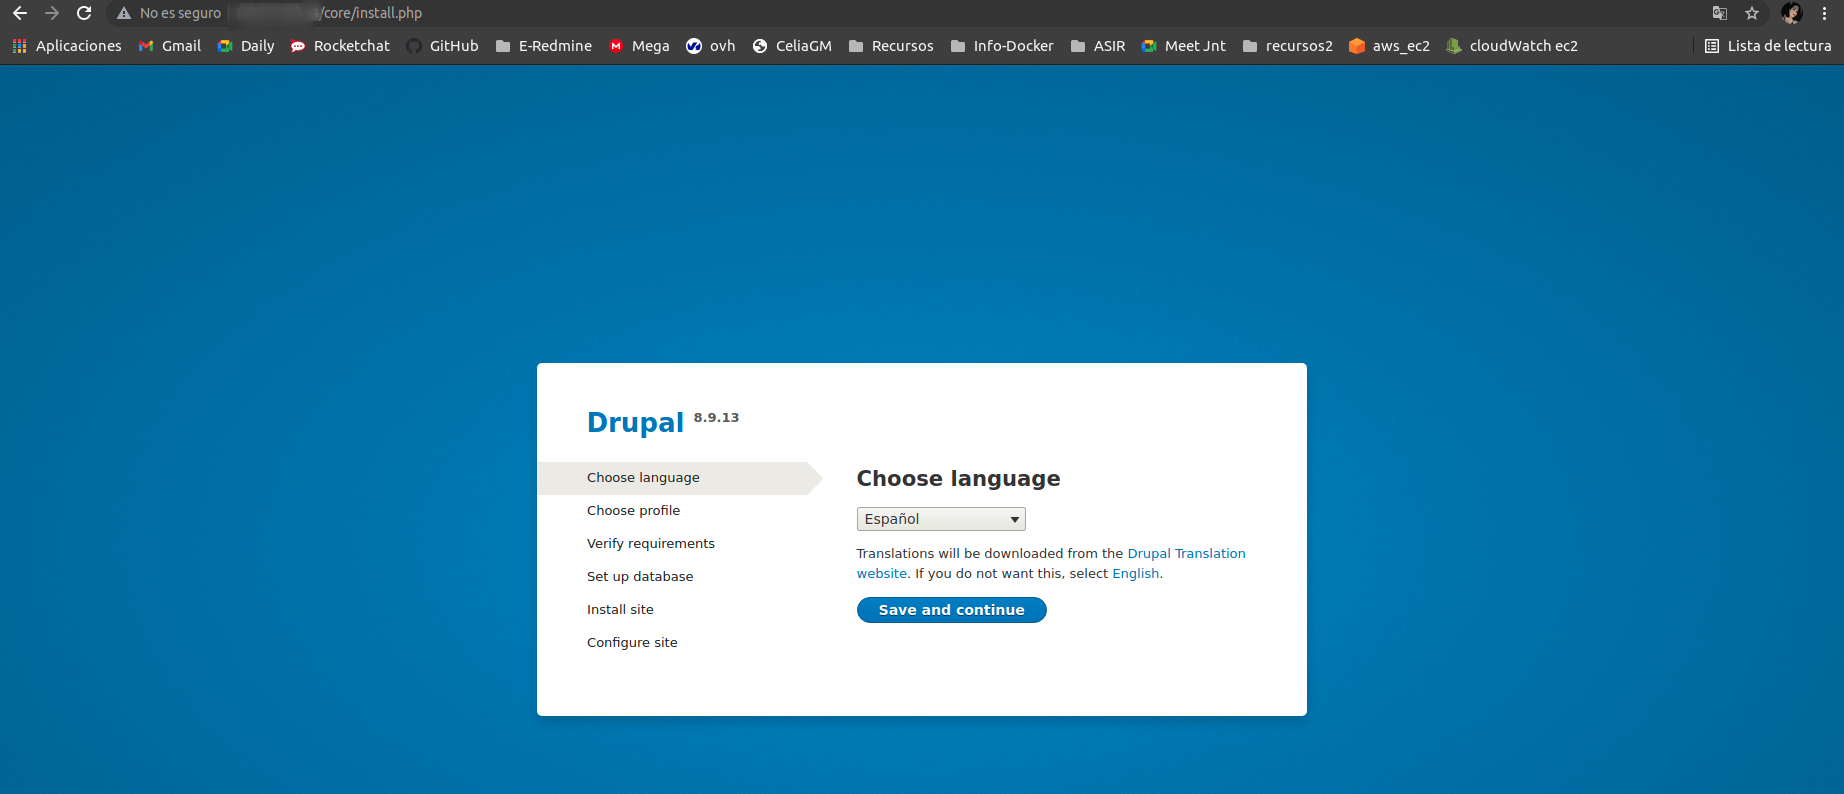 No es seguro /core/install.php
Aplicaciones Gmail Daily Rocketchat GitHub E-Redmine Mega ovh CeliaGM Recursos Info-Docker ASIR Meet Jnt recursos2 aws_ec2 cloudWatch ec2 Lista de lectura
Drupal 8.9.13
Choose language
Choose profile
Verify requirements
Set up database
Install site
Configure site
Choose language
Español
Translations will be downloaded from the Drupal Translation
website. If you do not want this, select English.
Save and continue